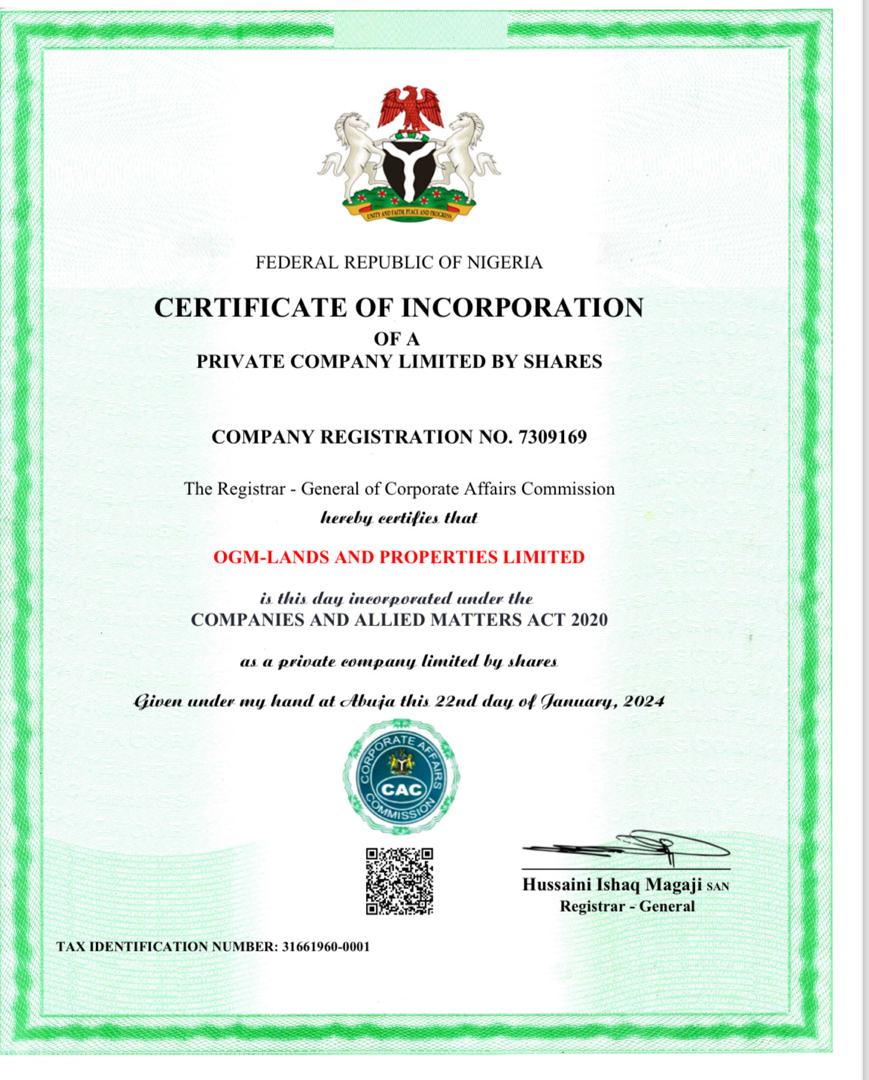 UNITY AND FAITH, PEACE AND PROGRESS
FEDERAL REPUBLIC OF NIGERIA
CERTIFICATE OF INCORPORATION
OF A
PRIVATE COMPANY LIMITED BY SHARES
COMPANY REGISTRATION NO. 7309169
The Registrar - General of Corporate Affairs Commission
hereby certifies that
OGM-LANDS AND PROPERTIES LIMITED
is this day incorporated under the
COMPANIES AND ALLIED MATTERS ACT 2020
as a private company limited by shares
Given under my hand at Abuja this 22nd day of January, 2024
CORPORATE AFFAIRS
CAC
COMMISSION
Hussaini Ishaq Magaji SAN
Registrar - General
TAX IDENTIFICATION NUMBER: 31661960-0001